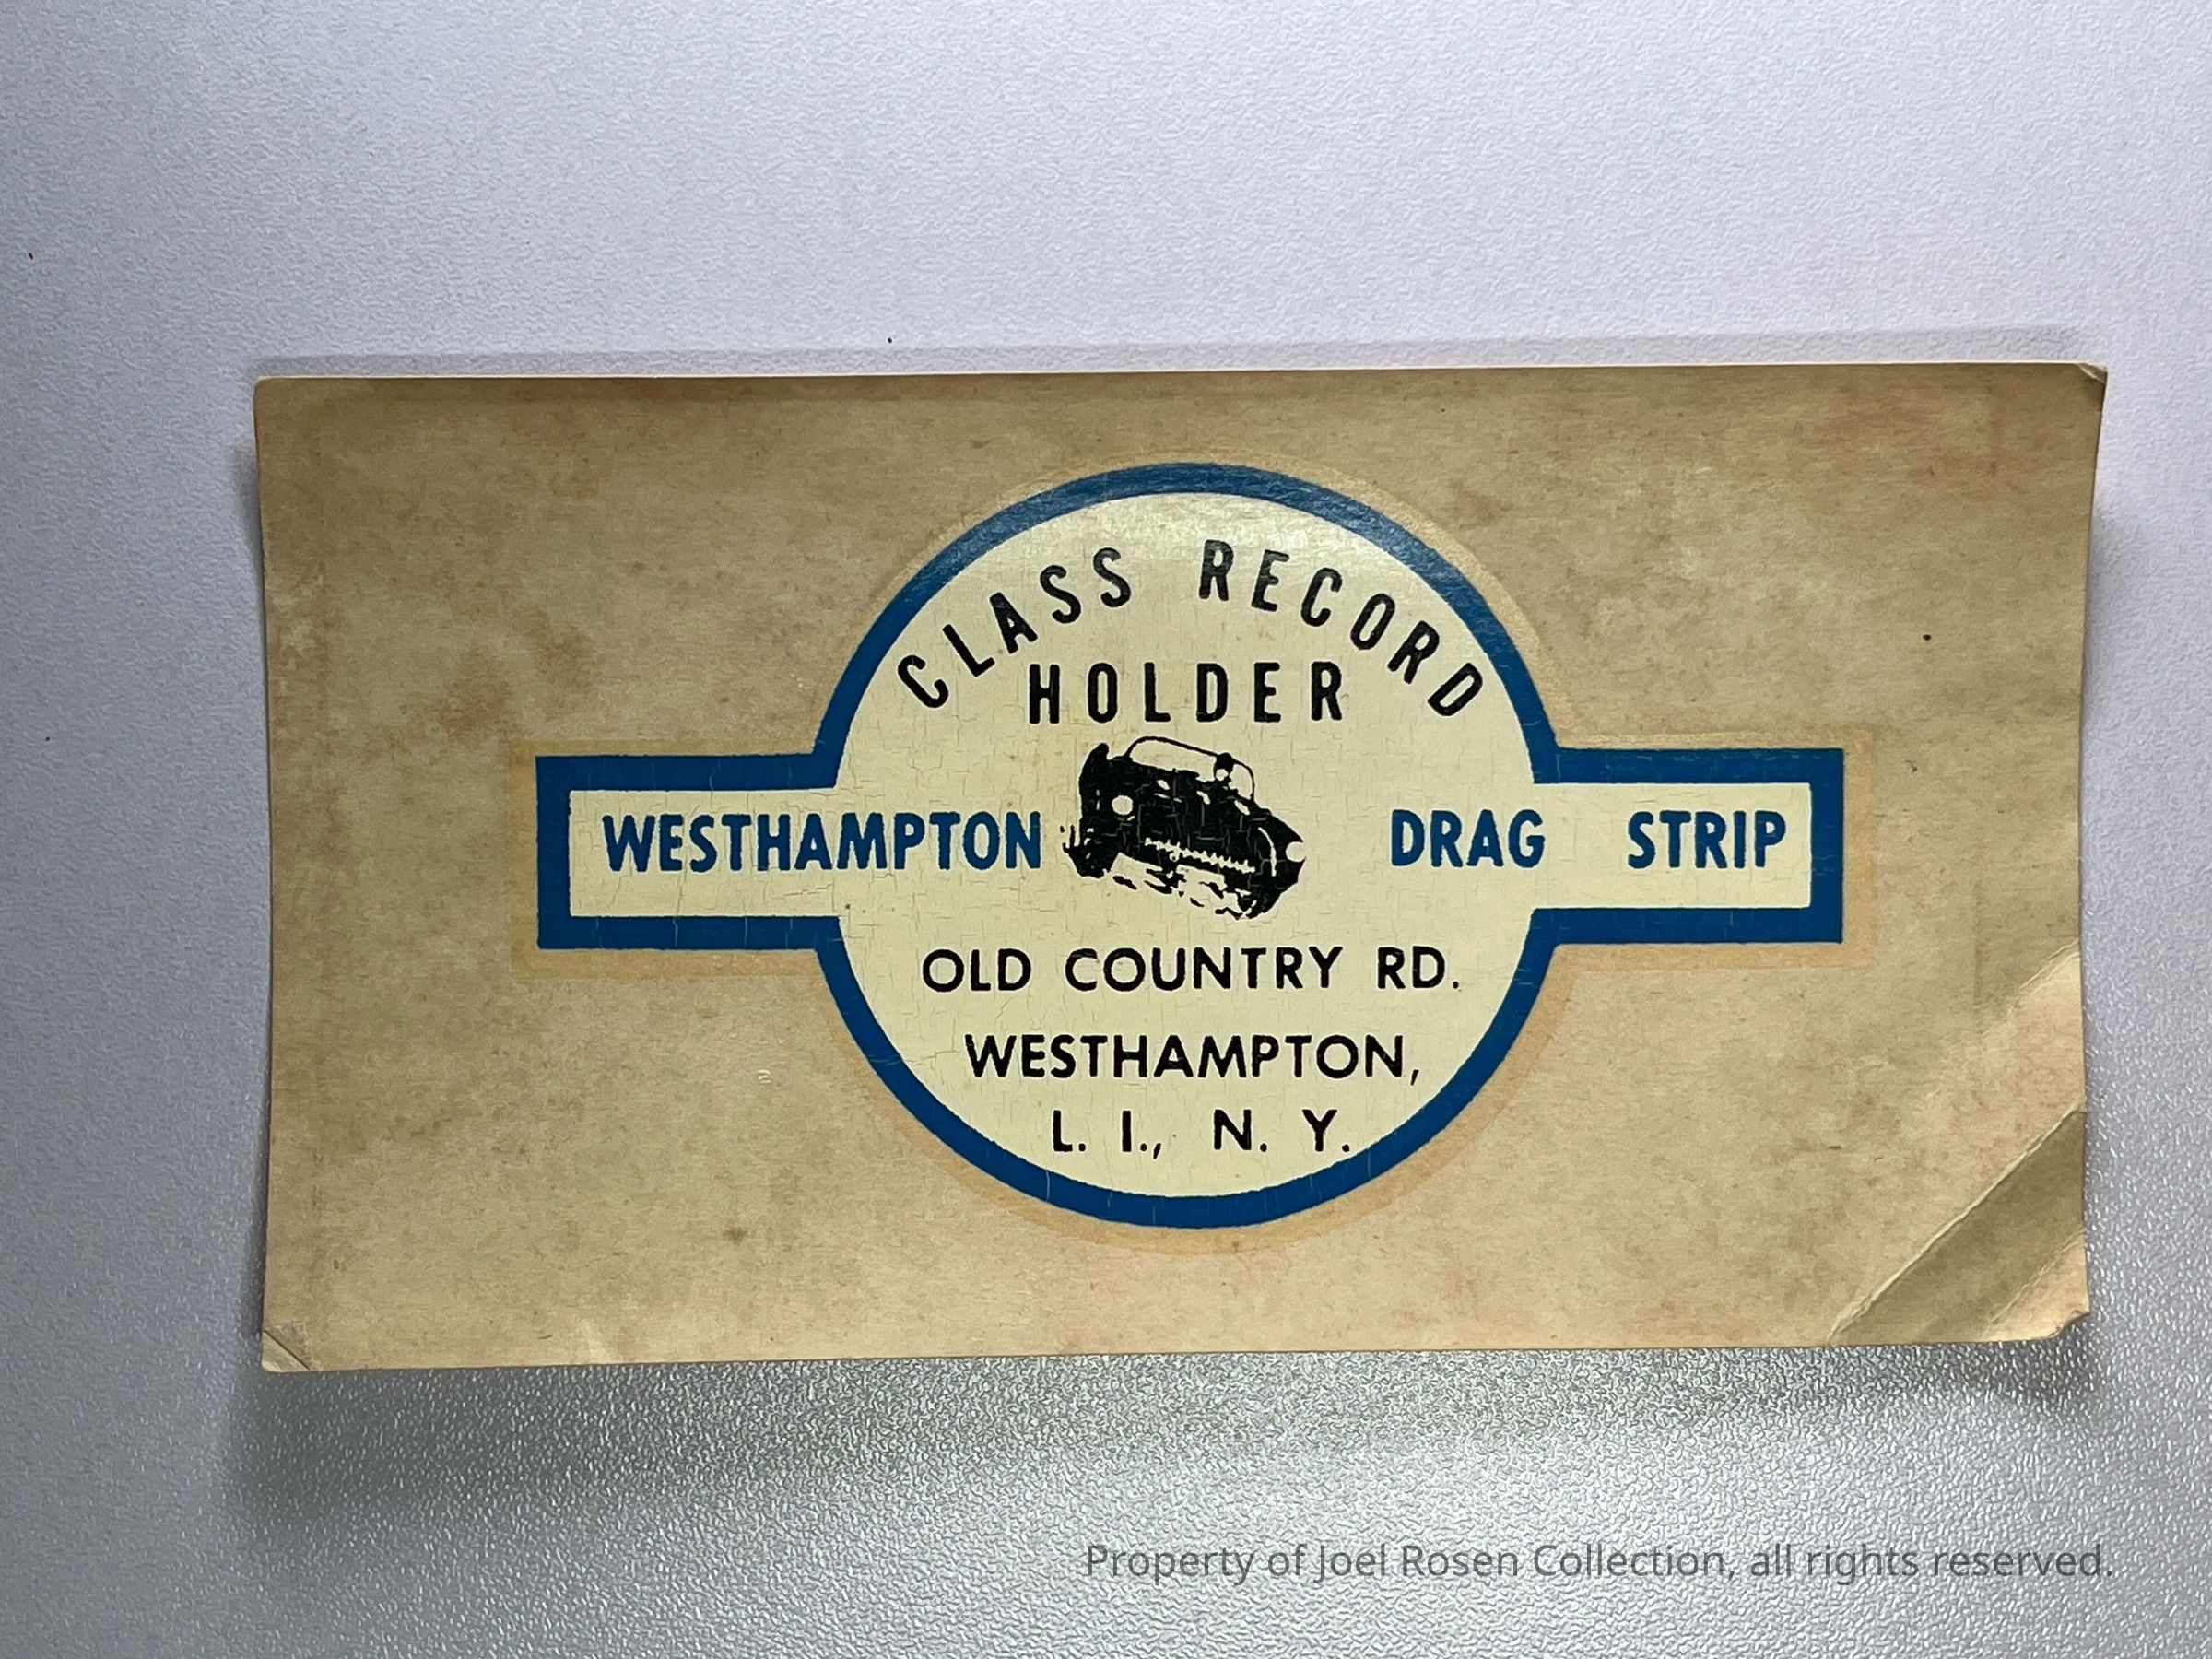 CLASS RECORD
HOLDER
WESTHAMPTON DRAG STRIP
OLD COUNTRY RD.
WESTHAMPTON,
L. I., N. Y.
Property of Joel Rosen Collection, all rights reserved.